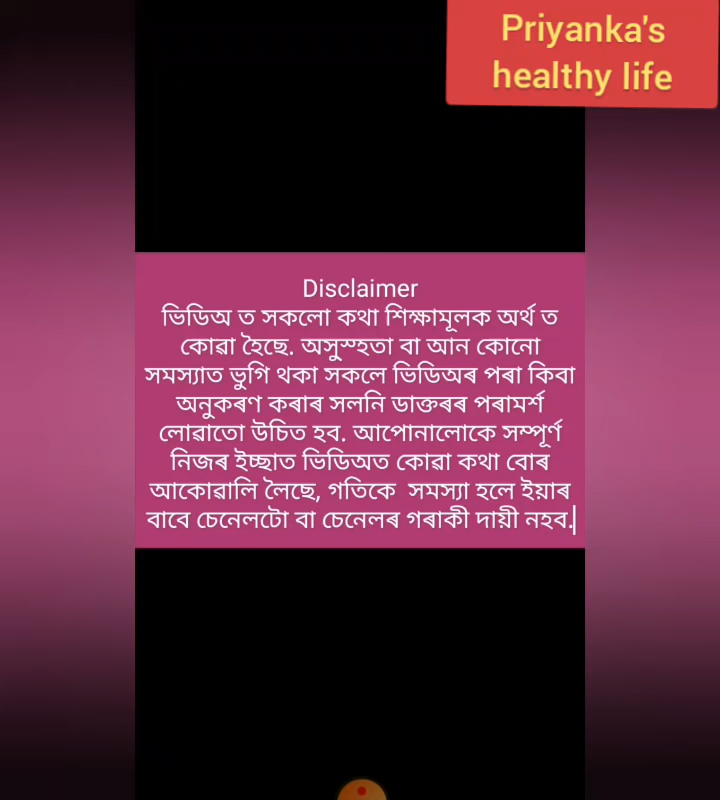 Priyanka's
healthy life
Disclaimer
ভিডিঅ ত সকলো কথা শিক্ষামূলক অৰ্থ ত
কোৱা হৈছে. অসুস্হতা বা আন কোনো
সমস্যাত ভুগি থকা সকলে ভিডিঅৰ পৰা কিবা
অনুকৰণ কৰাৰ সলনি ডাক্তৰৰ পৰামৰ্শ
লোৱাতো উচিত হব. আপোনালোকে সম্পূৰ্ণ
নিজৰ ইচ্ছাত ভিডিঅত কোৱা কথা বোৰ
আকোৱালি লৈছে, গতিকে সমস্যা হলে ইয়াৰ
বাবে চেনেলটো বা চেনেলৰ গৰাকী দায়ী নহব.